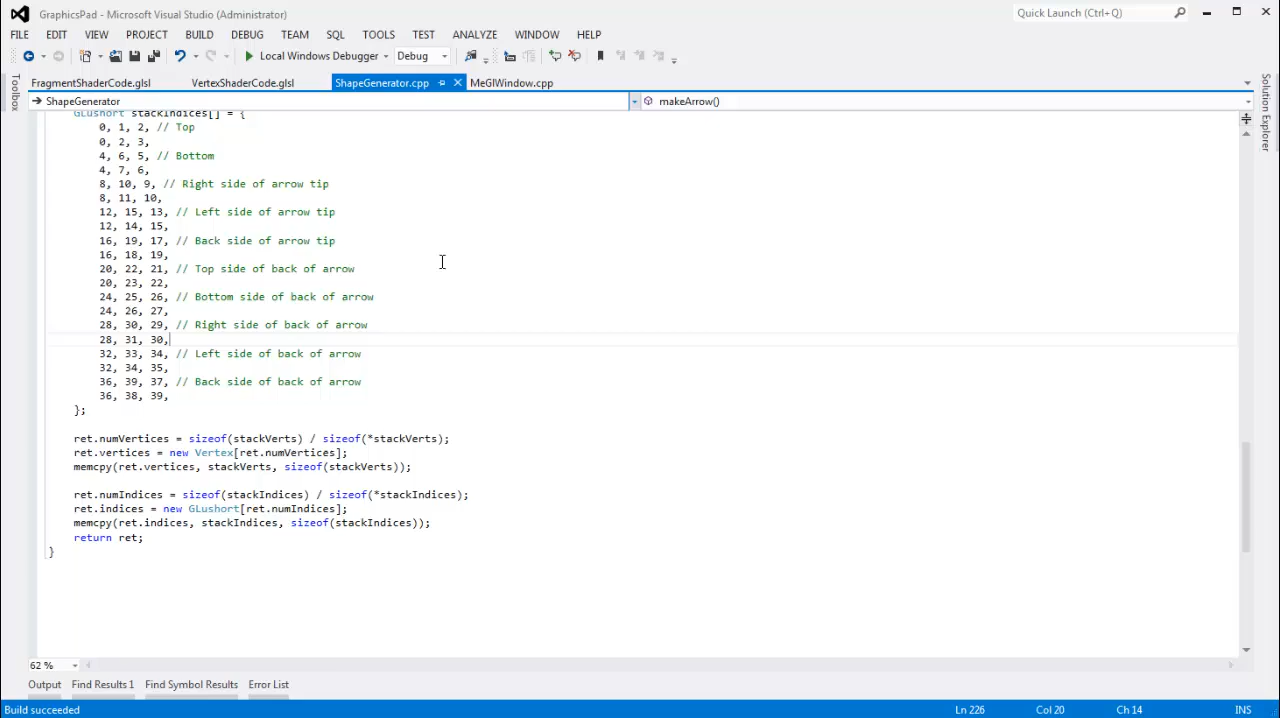 GraphicsPad - Microsoft Visual Studio (Administrator)
Quick Launch (Ctrl+Q)
FILE EDIT VIEW PROJECT BUILD DEBUG TEAM SQL TOOLS TEST ANALYZE WINDOW HELP
Local Windows Debugger Debug
Toolbox
FragmentShaderCode.glsl VertexShaderCode.glsl ShapeGenerator.cpp MeGlWindow.cpp
Solution Explorer
ShapeGenerator makeArrow()
GLushort stackIndices[] = {
0, 1, 2, // Top
0, 2, 3,
4, 6, 5, // Bottom
4, 7, 6,
8, 10, 9, // Right side of arrow tip
8, 11, 10,
12, 15, 13, // Left side of arrow tip
12, 14, 15,
16, 19, 17, // Back side of arrow tip
16, 18, 19,
20, 22, 21, // Top side of back of arrow
20, 23, 22,
24, 25, 26, // Bottom side of back of arrow
24, 26, 27,
28, 30, 29, // Right side of back of arrow
28, 31, 30,
32, 33, 34, // Left side of back of arrow
32, 34, 35,
36, 39, 37, // Back side of back of arrow
36, 38, 39,
};
ret.numVertices = sizeof(stackVerts) / sizeof(*stackVerts);
ret.vertices = new Vertex[ret.numVertices];
memcpy(ret.vertices, stackVerts, sizeof(stackVerts));
ret.numIndices = sizeof(stackIndices) / sizeof(*stackIndices);
ret.indices = new GLushort[ret.numIndices];
memcpy(ret.indices, stackIndices, sizeof(stackIndices));
return ret;
}
62 %
Output Find Results 1 Find Symbol Results Error List
Build succeeded Ln 226 Col 20 Ch 14 INS